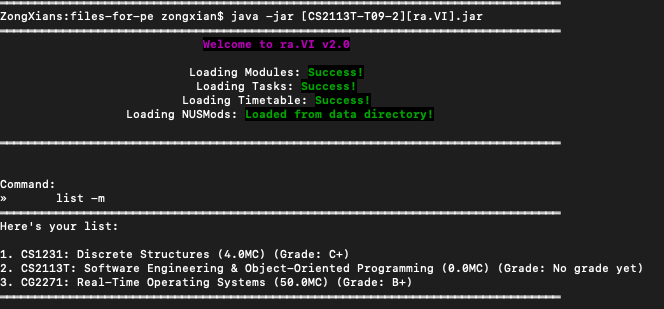 ZongXians:files-for-pe zongxian$ java -jar [CS2113T-T09-2][ra.VI].jar
Welcome to ra.VI v2.0
Loading Modules: Success!
Loading Tasks: Success!
Loading Timetable: Success!
Loading NUSMods: Loaded from data directory!
Command:
» list -m
Here's your list:
1. CS1231: Discrete Structures (4.0MC) (Grade: C+)
2. CS2113T: Software Engineering & Object-Oriented Programming (0.0MC) (Grade: No grade yet)
3. CG2271: Real-Time Operating Systems (50.0MC) (Grade: B+)